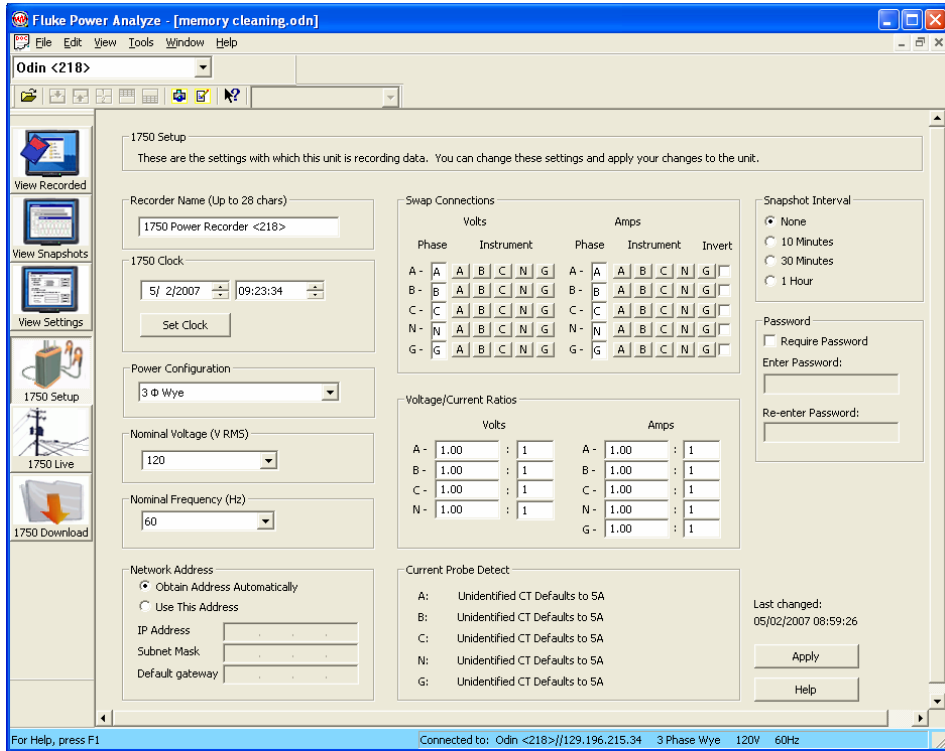 Fluke Power Analyze - [memory cleaning.odn]
File Edit View Tools Window Help
Odin <218>
View Recorded
View Snapshots
View Settings
1750 Setup
1750 Live
1750 Download
1750 Setup
These are the settings with which this unit is recording data. You can change these settings and apply your changes to the unit.
Recorder Name (Up to 28 chars)
1750 Power Recorder <218>
1750 Clock
5/ 2/2007 09:23:34
Set Clock
Power Configuration
3 Φ Wye
Nominal Voltage (V RMS)
120
Nominal Frequency (Hz)
60
Network Address
Obtain Address Automatically
Use This Address
IP Address . . .
Subnet Mask . . .
Default gateway . . .
Swap Connections
Volts Amps
Phase Instrument Phase Instrument Invert
A - A A B C N G A - A A B C N G
B - B A B C N G B - B A B C N G
C - C A B C N G C - C A B C N G
N - N A B C N G N - N A B C N G
G - G A B C N G G - G A B C N G
Voltage/Current Ratios
Volts Amps
A - 1.00 : 1 A - 1.00 : 1
B - 1.00 : 1 B - 1.00 : 1
C - 1.00 : 1 C - 1.00 : 1
N - 1.00 : 1 N - 1.00 : 1
G - 1.00 : 1
Current Probe Detect
A: Unidentified CT Defaults to 5A
B: Unidentified CT Defaults to 5A
C: Unidentified CT Defaults to 5A
N: Unidentified CT Defaults to 5A
G: Unidentified CT Defaults to 5A
Snapshot Interval
None
10 Minutes
30 Minutes
1 Hour
Password
Require Password
Enter Password:
Re-enter Password:
Last changed:
05/02/2007 08:59:26
Apply
Help
For Help, press F1
Connected to: Odin <218>//129.196.215.34 3 Phase Wye 120V 60Hz